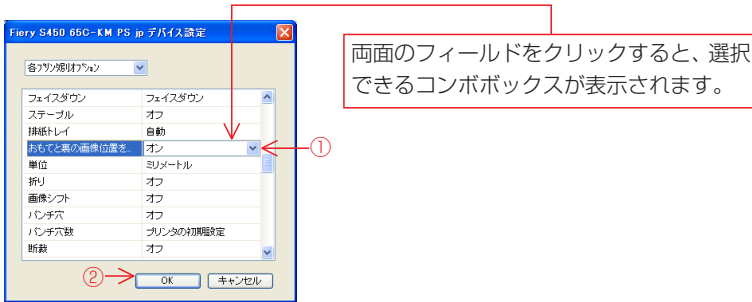 Fiery S450 65C-KM PS jp デバイス設定
両面のフィールドをクリックすると、選択
できるコンボボックスが表示されます。
各プリンタ別オプション
フェイスダウン フェイスダウン
ステープル オフ
排紙トレイ 自動
おもてと裏の画像位置を... オン
①
単位 ミリメートル
折り オフ
画像シフト オフ
パンチ穴 オフ
パンチ穴数 プリンタの初期設定
断裁 オフ
② OK キャンセル